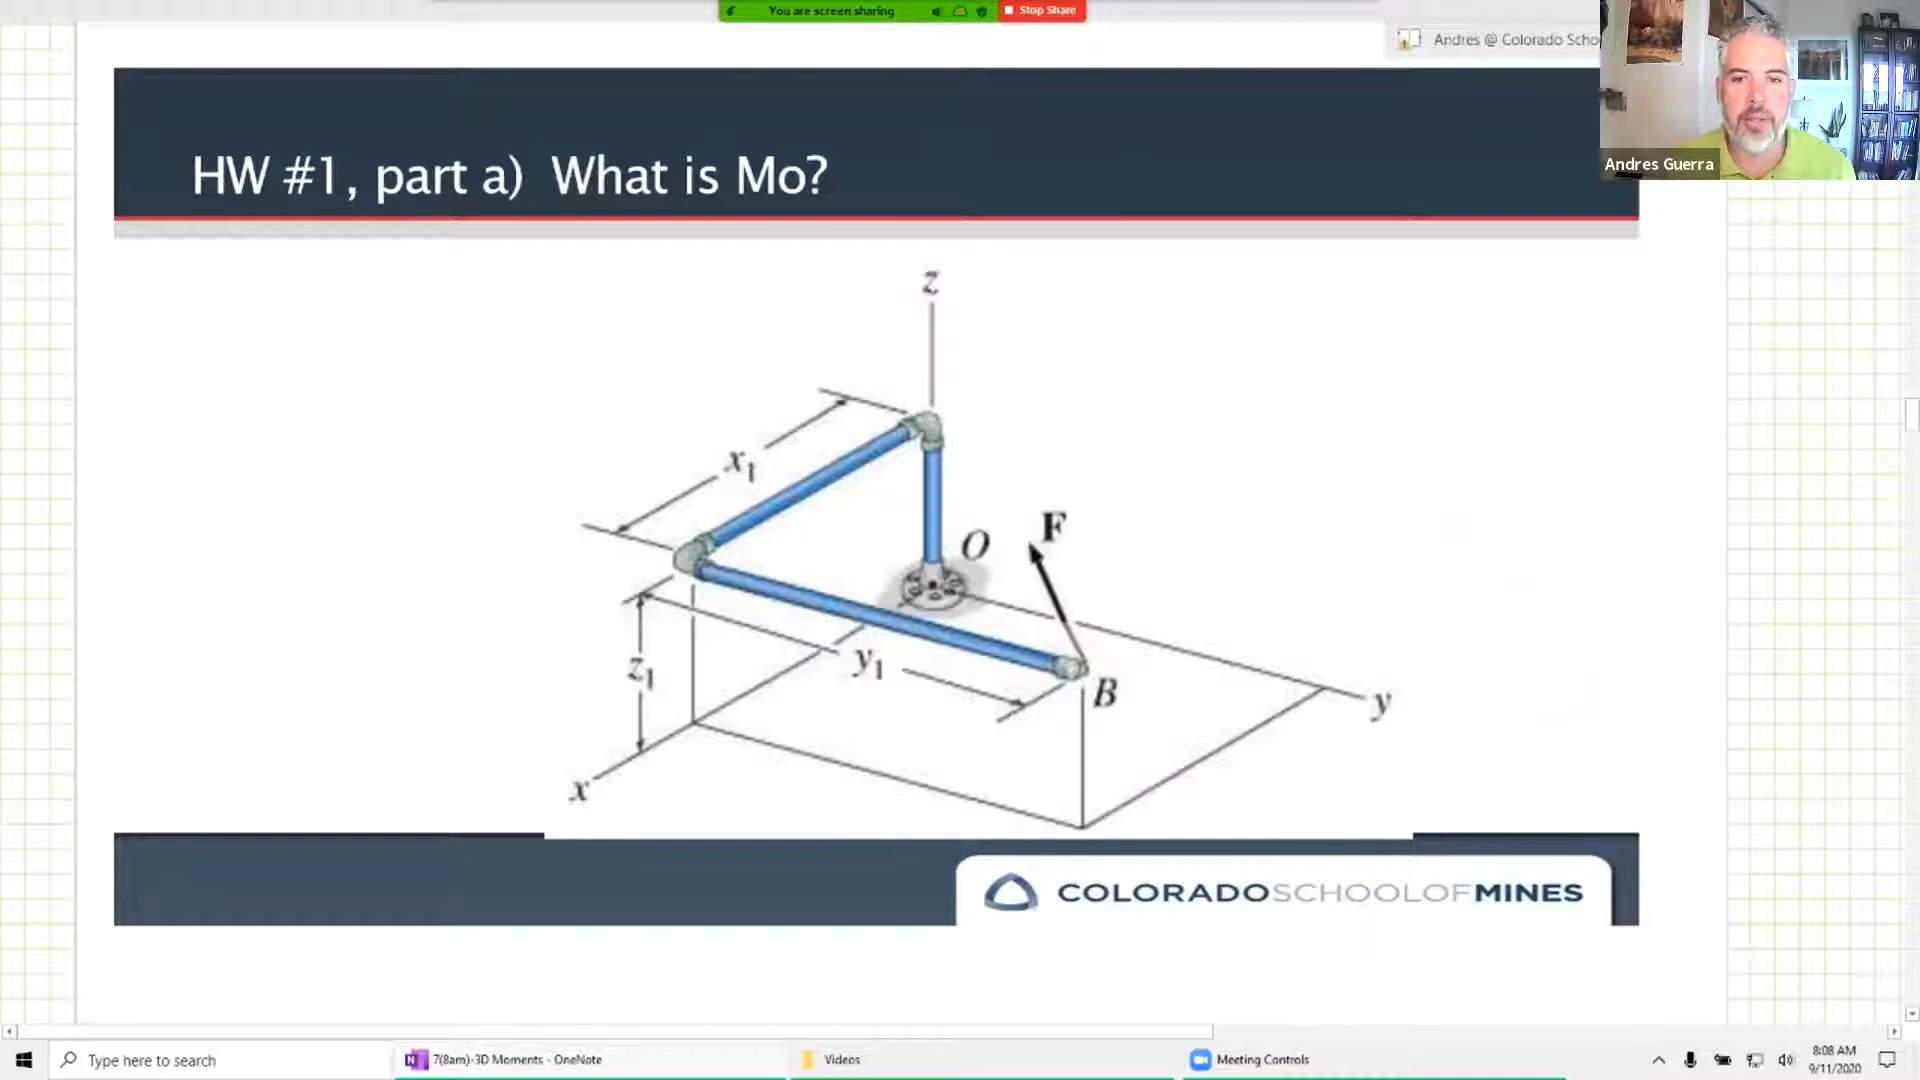 You are screen sharing
Stop Share
Andres @ Colorado Scho
Andres Guerra
HW #1, part a) What is Mo?
z
x1
O
F
z1
y1
B
y
x
COLORADOSCHOOLOFMINES
Type here to search
7(8am)-3D Moments - OneNote
Videos
Meeting Controls
8:08 AM
9/11/2020